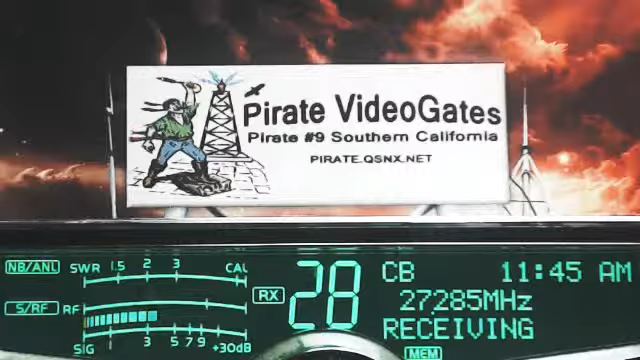 Pirate VideoGates
Pirate #9 Southern California
PIRATE.QSNX.NET
NB/ANL SWR 1.5 2 3 CAL
S/RF RF
SIG 3 5 7 9 +30dB
RX 28
CB 11:45 AM
27285MHz
RECEIVING
MEM